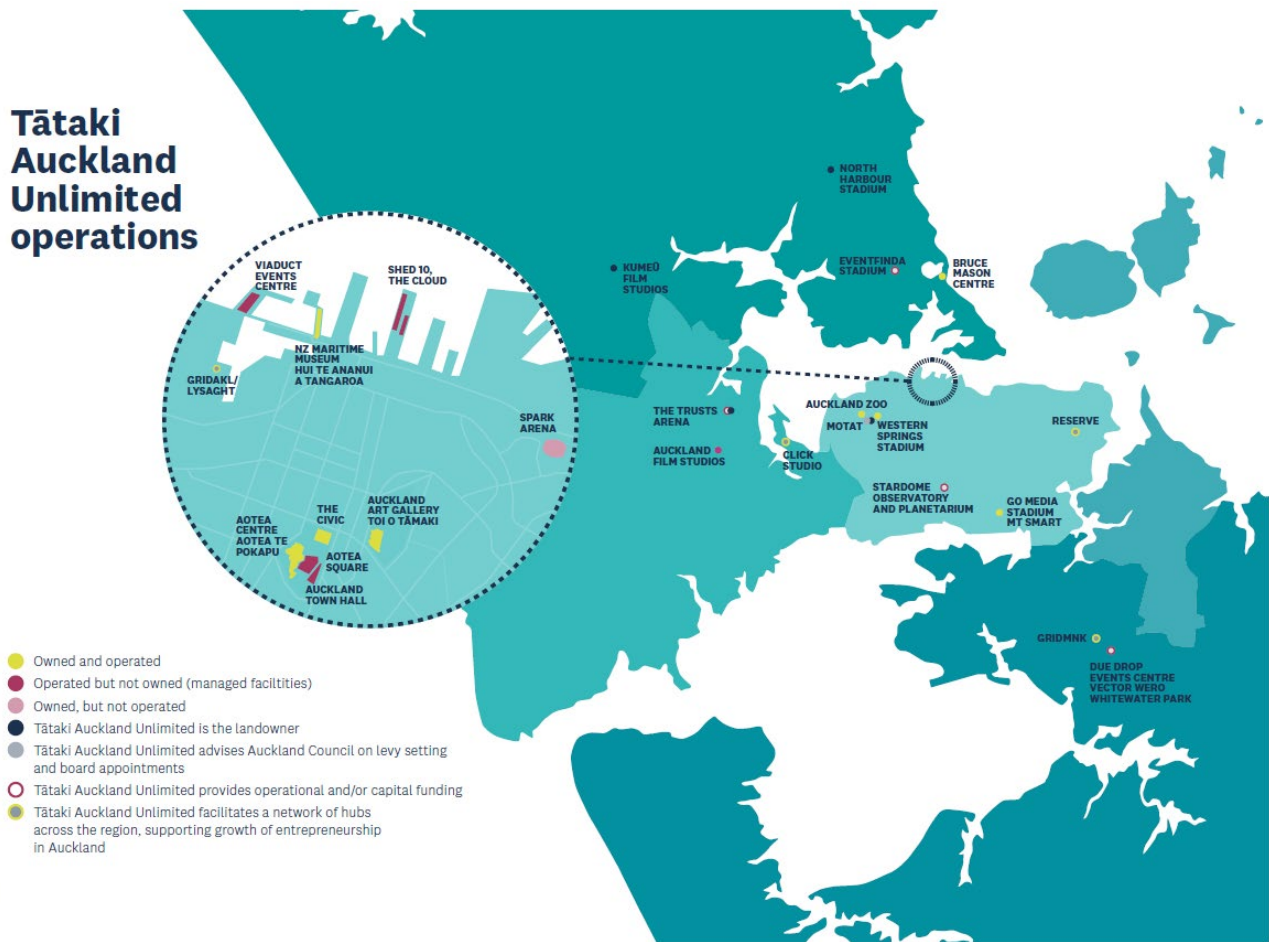 Tātaki
Auckland
Unlimited
operations
VIADUCT
EVENTS
CENTRE
SHED 10,
THE CLOUD
NZ MARITIME
MUSEUM
HUI TE ANANUI
A TANGAROA
GRIDAKL/
LYSAGHT
SPARK
ARENA
AOTEA
CENTRE
AOTEA TE
POKAPU
THE
CIVIC
AUCKLAND
ART GALLERY
TOI O TĀMAKI
AOTEA
SQUARE
AUCKLAND
TOWN HALL
NORTH
HARBOUR
STADIUM
KUMEŪ
FILM
STUDIOS
EVENTFINDA
STADIUM
BRUCE
MASON
CENTRE
THE TRUSTS
ARENA
AUCKLAND
FILM STUDIOS
AUCKLAND ZOO
MOTAT
WESTERN
SPRINGS
STADIUM
CLICK
STUDIO
RESERVE
STARDOME
OBSERVATORY
AND PLANETARIUM
GO MEDIA
STADIUM
MT SMART
GRIDMNK
DUE DROP
EVENTS CENTRE
VECTOR WERO
WHITEWATER PARK
Owned and operated
Operated but not owned (managed faciltities)
Owned, but not operated
Tātaki Auckland Unlimited is the landowner
Tātaki Auckland Unlimited advises Auckland Council on levy setting
and board appointments
Tātaki Auckland Unlimited provides operational and/or capital funding
Tātaki Auckland Unlimited facilitates a network of hubs
across the region, supporting growth of entrepreneurship
in Auckland